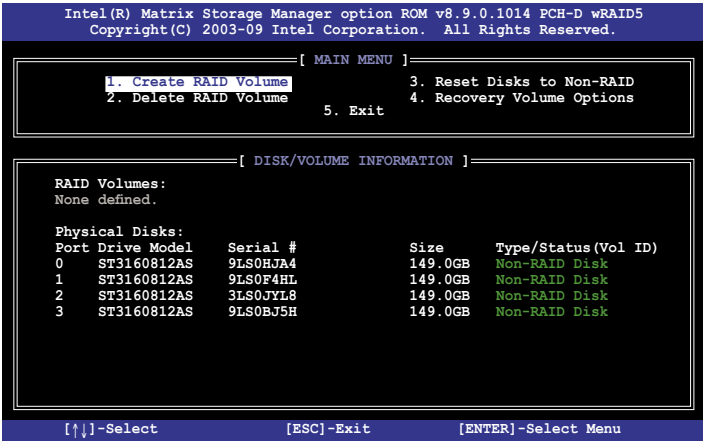 Intel(R) Matrix Storage Manager option ROM v8.9.0.1014 PCH-D wRAID5
Copyright(C) 2003-09 Intel Corporation.  All Rights Reserved.
[ MAIN MENU ]
1. Create RAID Volume 3. Reset Disks to Non-RAID
2. Delete RAID Volume 4. Recovery Volume Options
5. Exit
[ DISK/VOLUME INFORMATION ]
RAID Volumes:
None defined.
Physical Disks:
Port Drive Model Serial # Size Type/Status(Vol ID)
0 ST3160812AS 9LS0HJA4 149.0GB Non-RAID Disk
1 ST3160812AS 9LS0F4HL 149.0GB Non-RAID Disk
2 ST3160812AS 3LS0JYL8 149.0GB Non-RAID Disk
3 ST3160812AS 9LS0BJ5H 149.0GB Non-RAID Disk
[↑↓]-Select [ESC]-Exit [ENTER]-Select Menu